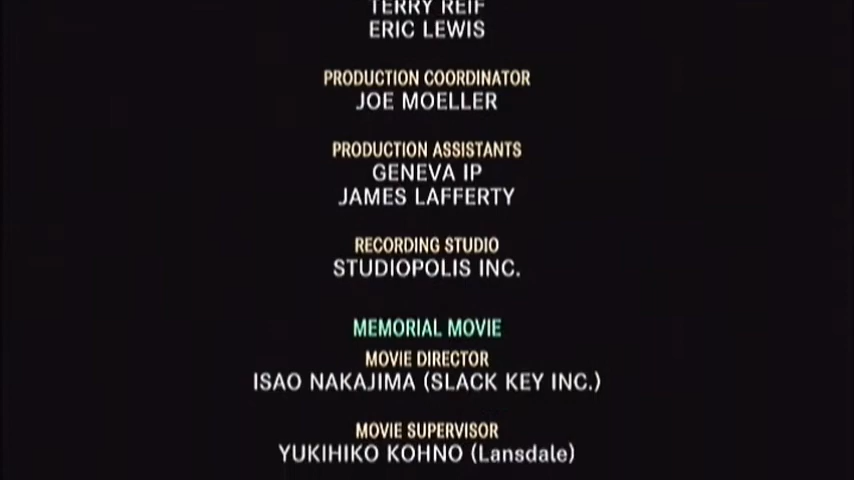 TERRY REIF
ERIC LEWIS
PRODUCTION COORDINATOR
JOE MOELLER
PRODUCTION ASSISTANTS
GENEVA IP
JAMES LAFFERTY
RECORDING STUDIO
STUDIOPOLIS INC.
MEMORIAL MOVIE
MOVIE DIRECTOR
ISAO NAKAJIMA (SLACK KEY INC.)
MOVIE SUPERVISOR
YUKIHIKO KOHNO (Lansdale)